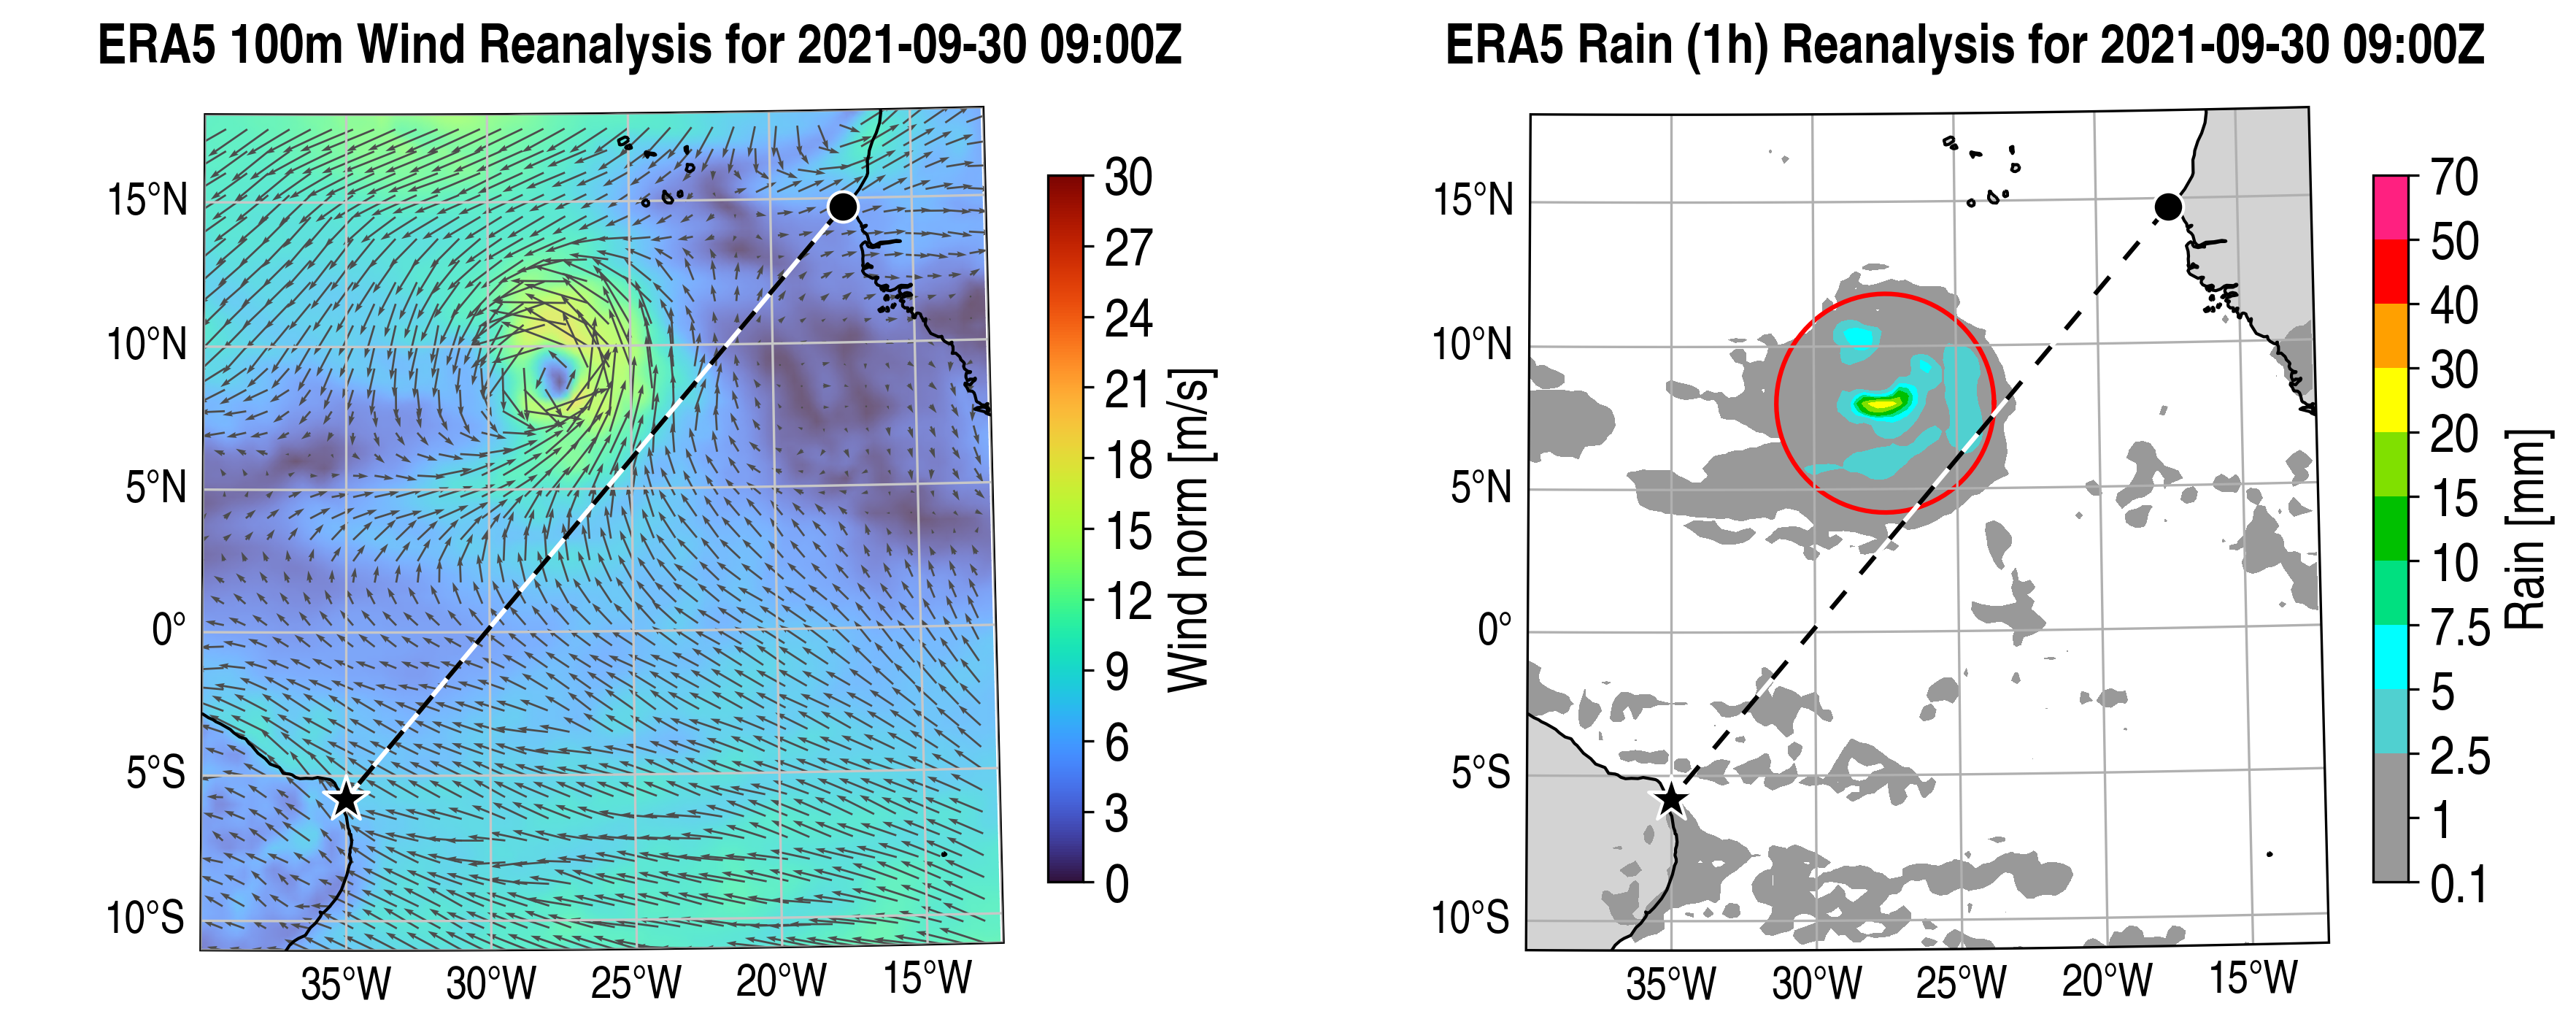 ERA5 100m Wind Reanalysis for 2021-09-30 09:00Z
15°N
10°N
5°N
0°
5°S
10°S
35°W 30°W 25°W 20°W 15°W
30
27
24
21
18
15
12
9
6
3
0
Wind norm [m/s]
ERA5 Rain (1h) Reanalysis for 2021-09-30 09:00Z
15°N
10°N
5°N
0°
5°S
10°S
35°W 30°W 25°W 20°W 15°W
70
50
40
30
20
15
10
7.5
5
2.5
1
0.1
Rain [mm]